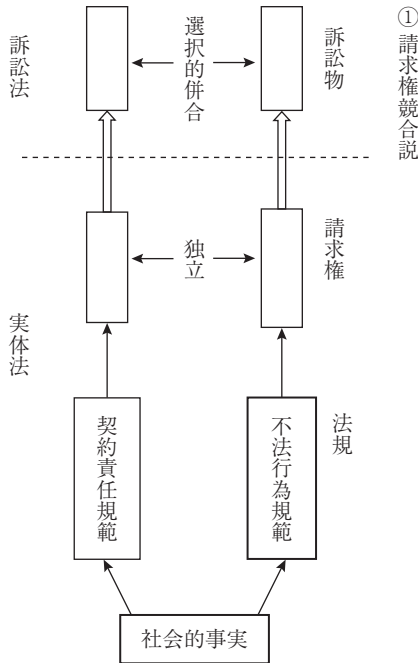 ①請求権競合説
訴訟物
選択的併合
訴訟法
請求権
独立
実体法
法規
不法行為規範
契約責任規範
社会的事実